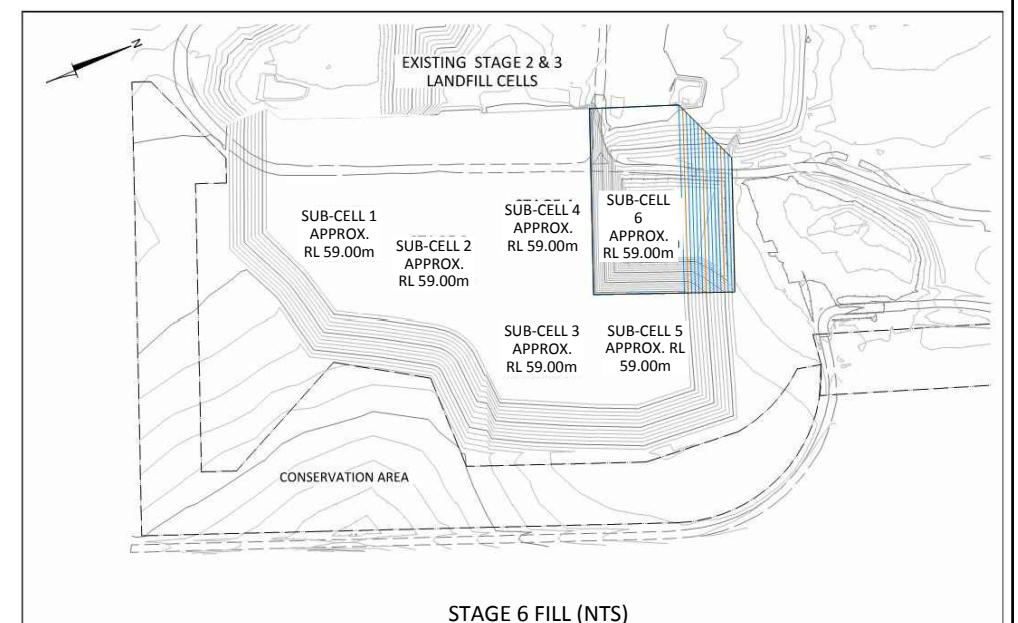 N
EXISTING STAGE 2 & 3
LANDFILL CELLS
SUB-CELL 1
APPROX.
RL 59.00m
SUB-CELL 2
APPROX.
RL 59.00m
SUB-CELL 4
APPROX.
RL 59.00m
SUB-CELL
6
APPROX.
RL 59.00m
SUB-CELL 3
APPROX.
RL 59.00m
SUB-CELL 5
APPROX. RL
59.00m
CONSERVATION AREA
STAGE 6 FILL (NTS)